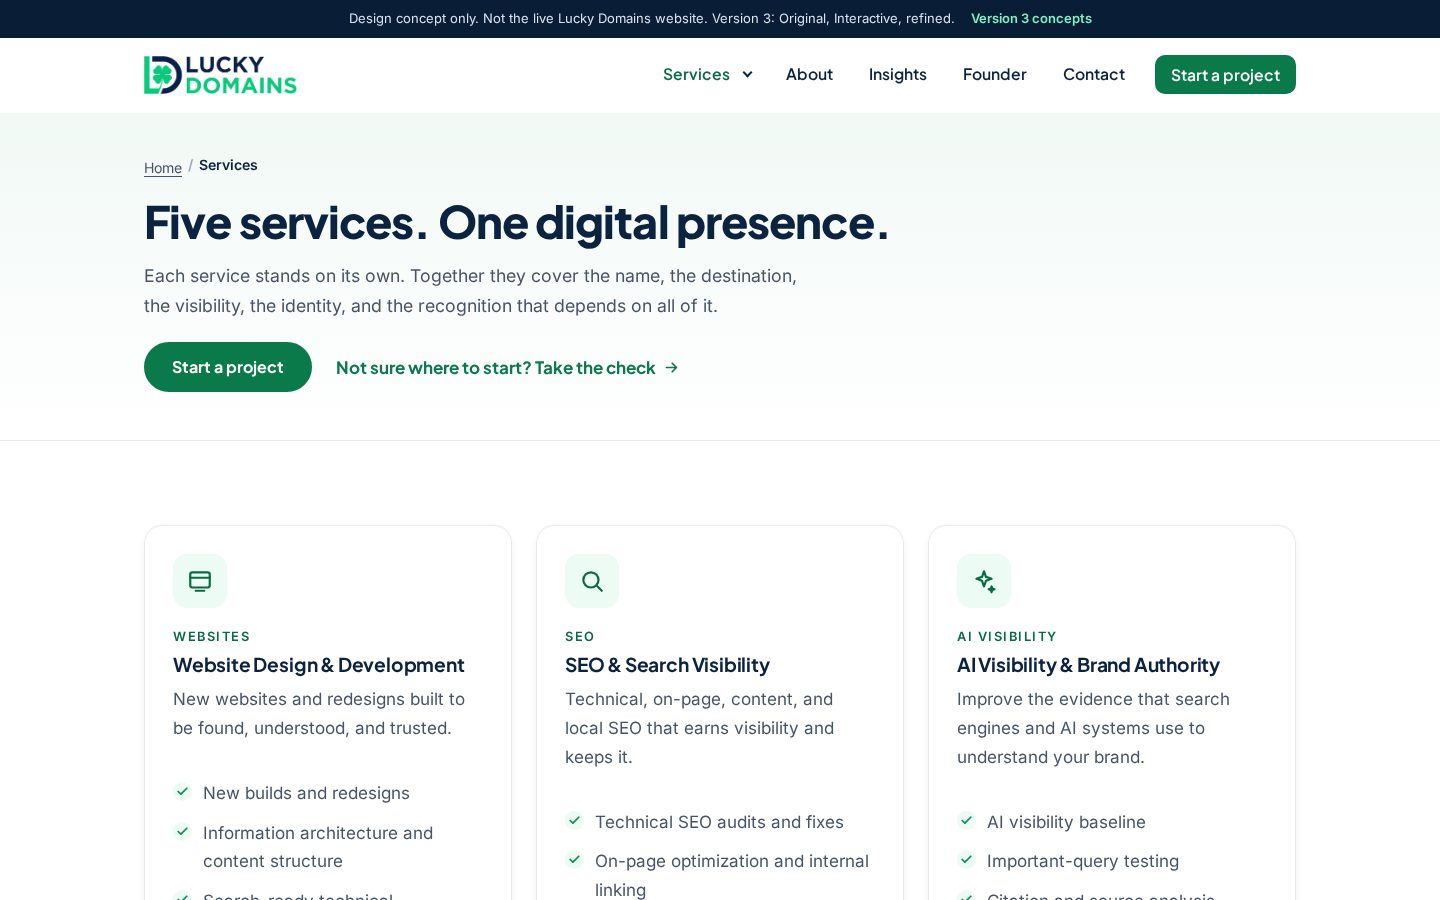 Design concept only. Not the live Lucky Domains website. Version 3: Original, Interactive, refined. Version 3 concepts
LUCKY
DOMAINS
Services About Insights Founder Contact Start a project
Home / Services
Five services. One digital presence.
Each service stands on its own. Together they cover the name, the destination,
the visibility, the identity, and the recognition that depends on all of it.
Start a project Not sure where to start? Take the check →
WEBSITES
Website Design & Development
New websites and redesigns built to
be found, understood, and trusted.
New builds and redesigns
Information architecture and
content structure
Search-ready technical
SEO
SEO & Search Visibility
Technical, on-page, content, and
local SEO that earns visibility and
keeps it.
Technical SEO audits and fixes
On-page optimization and internal
linking
AI VISIBILITY
AI Visibility & Brand Authority
Improve the evidence that search
engines and AI systems use to
understand your brand.
AI visibility baseline
Important-query testing
Citation and source analysis